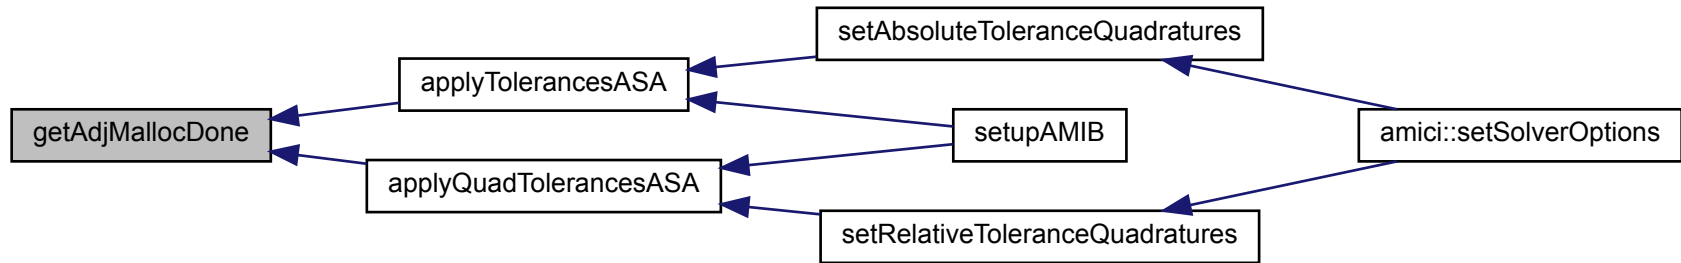 getAdjMallocDone
applyTolerancesASA
applyQuadTolerancesASA
setAbsoluteToleranceQuadratures
setupAMIB
setRelativeToleranceQuadratures
amici::setSolverOptions